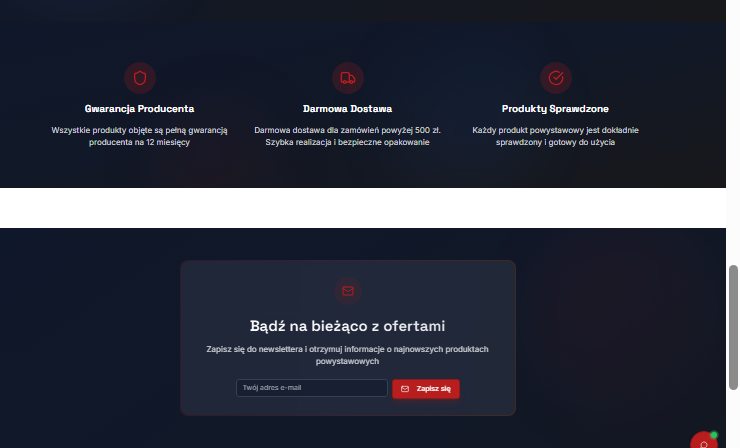 Gwarancja Producenta
Wszystkie produkty objęte są pełną gwarancją
producenta na 12 miesięcy
Darmowa Dostawa
Darmowa dostawa dla zamówień powyżej 500 zł.
Szybka realizacja i bezpieczne opakowanie
Produkty Sprawdzone
Każdy produkt powystawowy jest dokładnie
sprawdzony i gotowy do użycia
Bądź na bieżąco z ofertami
Zapisz się do newslettera i otrzymuj informacje o najnowszych produktach
powystawowych
Twój adres e-mail
Zapisz się